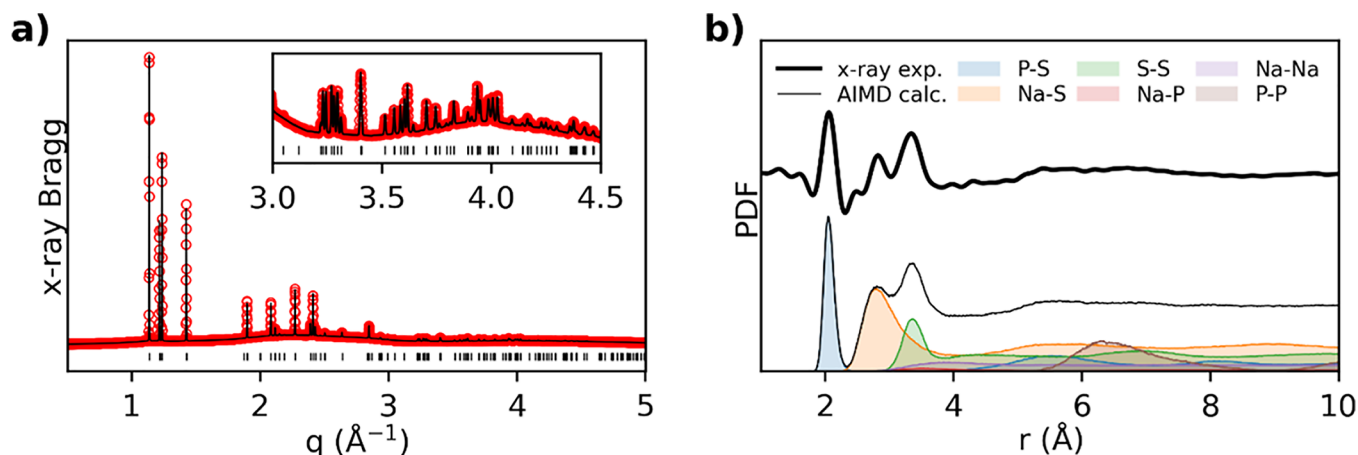 a)
x-ray Bragg
3.0 3.5 4.0 4.5
1 2 3 4 5
q (Å⁻¹)
b)
x-ray exp.
AIMD calc.
P-S
Na-S
S-S
Na-P
Na-Na
P-P
PDF
2 4 6 8 10
r (Å)